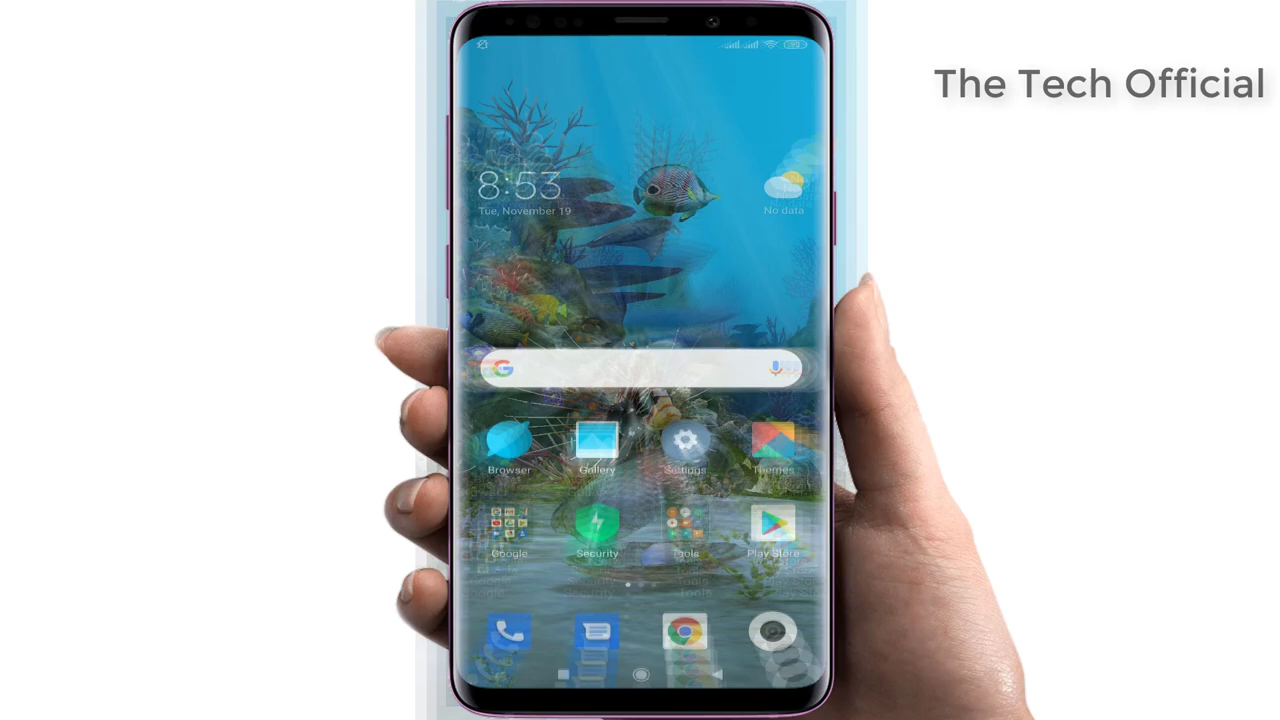 The Tech Official
8:53
Tue, November 19
No data
Browser
Gallery
Settings
Themes
Google
Security
Tools
Play Store